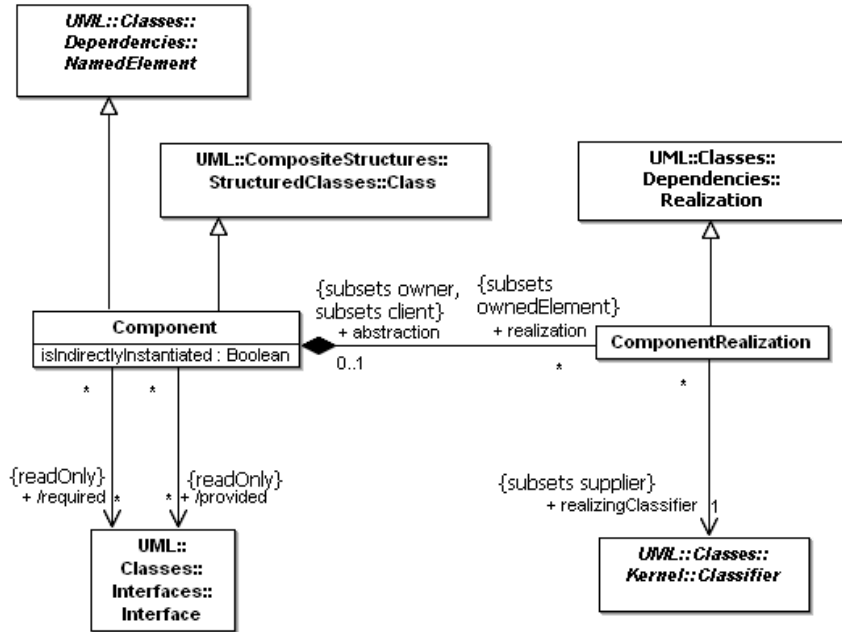 UML::Classes::
Dependencies::
NamedElement
UML::CompositeStructures::
StructuredClasses::Class
UML::Classes::
Dependencies::
Realization
Component
isIndirectlyInstantiated : Boolean
{subsets owner,
subsets client}
+ abstraction
0..1
{subsets
ownedElement}
+ realization
*
ComponentRealization
*
*
*
{readOnly}
+ /required
*
{readOnly}
*
+ /provided
{subsets supplier}
+ realizingClassifier
1
UML::
Classes::
Interfaces::
Interface
UML::Classes::
Kernel::Classifier